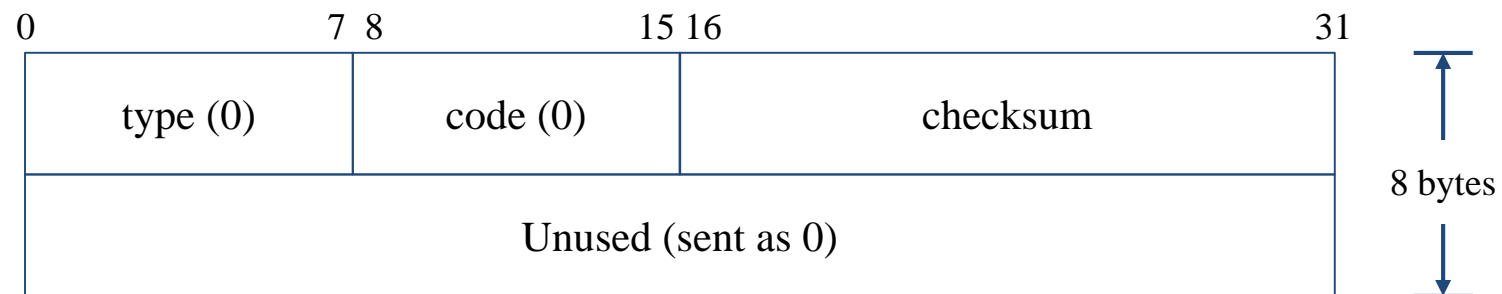 0 7 8 15 16 31
type (0) code (0) checksum
8 bytes
Unused (sent as 0)